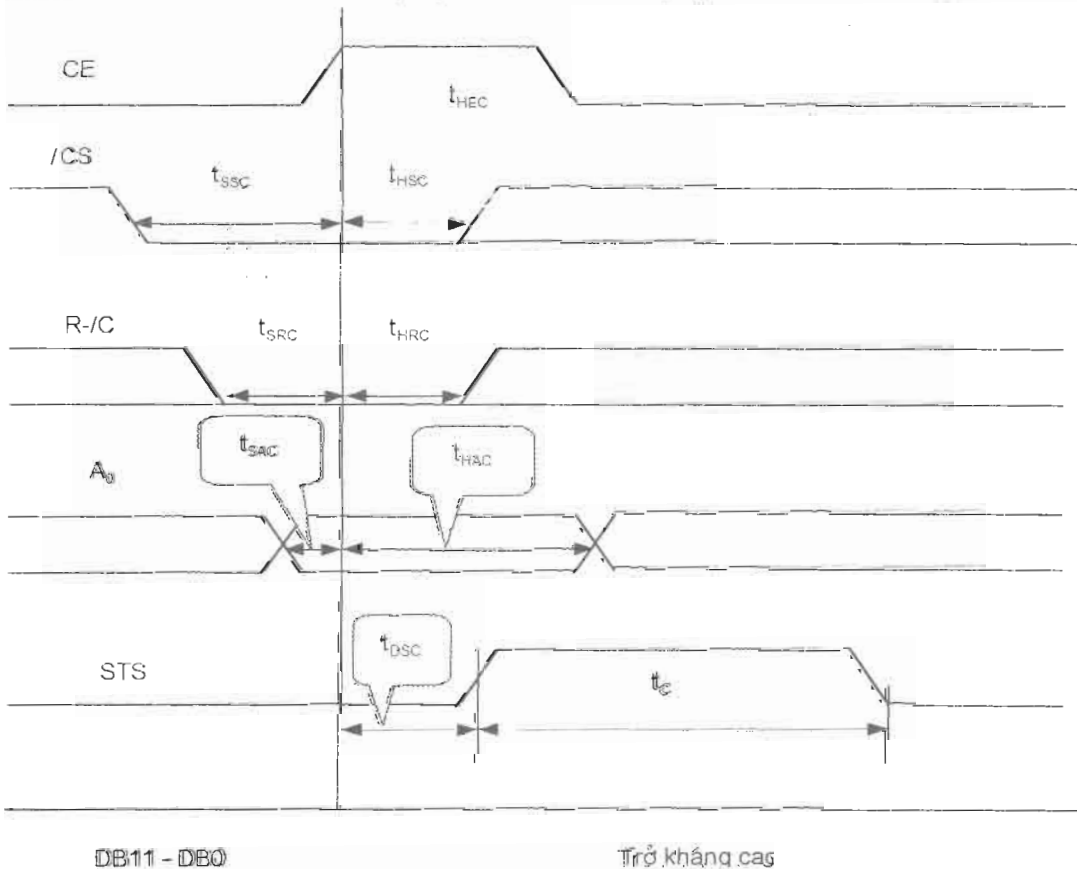 CE
tHEC
/CS
tSSC
tHSC
R-/C
tSRC
tHRC
tSAC
tHAC
A0
tDSC
STS
tC
DB11 - DB0
Trở kháng cao